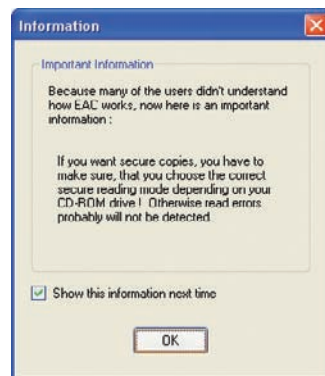 Information
Important Information
Because many of the users didn't understand
how EAC works, now here is an important
information :
If you want secure copies, you have to
make sure, that you choose the correct
secure reading mode depending on your
CD-ROM drive ! Otherwise read errors
probably will not be detected.
Show this information next time
OK